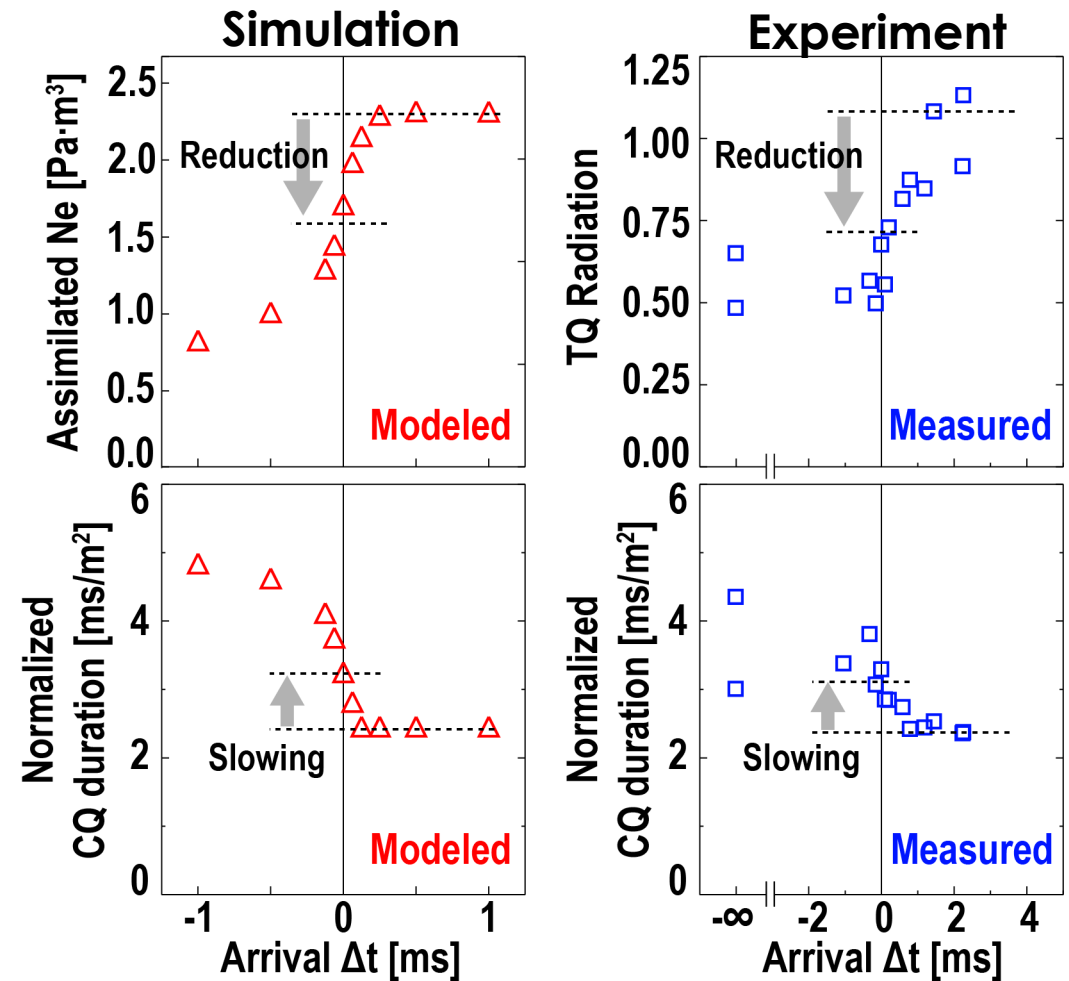 Simulation
Experiment
Assimilated Ne [Pa·m³]
2.5
2.0
1.5
1.0
0.5
0.0
Reduction
Modeled
TQ Radiation
1.25
1.00
0.75
0.50
0.25
0.00
Reduction
Measured
Normalized
CQ duration [ms/m²]
6
4
2
0
Slowing
Modeled
-1
0
1
Arrival Δt [ms]
Normalized
CQ duration [ms/m²]
6
4
2
0
Slowing
Measured
-∞
-2
0
2
4
Arrival Δt [ms]